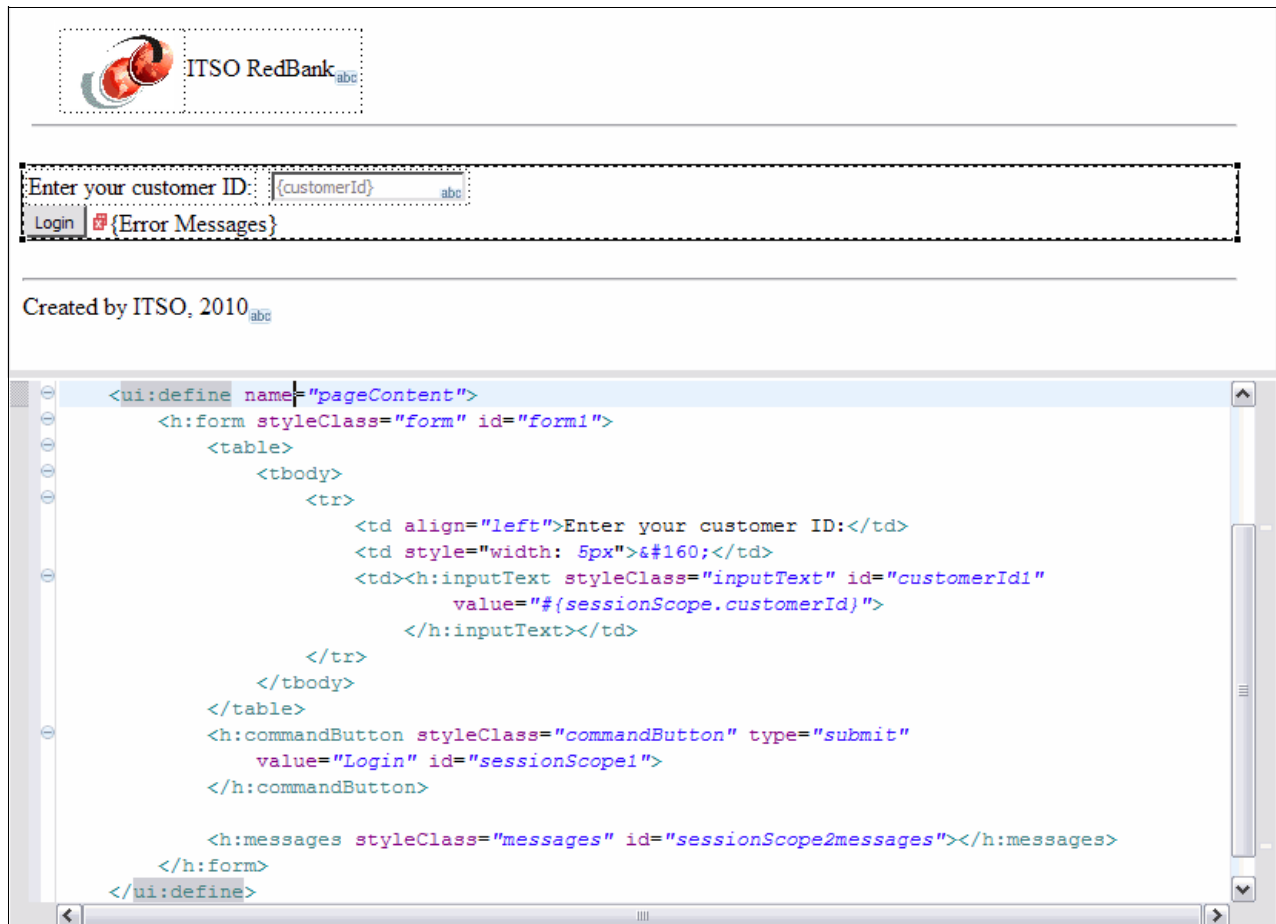 ITSO RedBank abc
Enter your customer ID: {customerId} abc
Login {Error Messages}
Created by ITSO, 2010 abc
<ui:define name="pageContent">
<h:form styleClass="form" id="form1">
<table>
<tbody>
<tr>
<td align="left">Enter your customer ID:</td>
<td style="width: 5px">&#160;</td>
<td><h:inputText styleClass="inputText" id="customerId1"
value="#{sessionScope.customerId}">
</h:inputText></td>
</tr>
</tbody>
</table>
<h:commandButton styleClass="commandButton" type="submit"
value="Login" id="sessionScope1">
</h:commandButton>
<h:messages styleClass="messages" id="sessionScope2messages"></h:messages>
</h:form>
</ui:define>